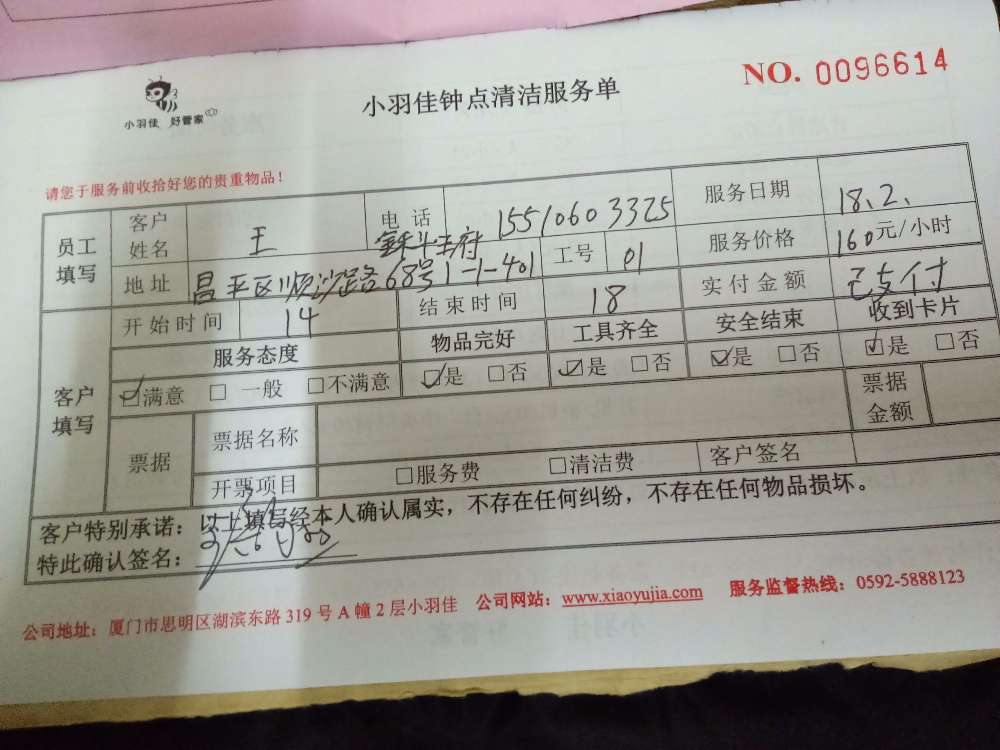 小羽佳 好管家
小羽佳钟点清洁服务单
NO. 0096614
请您于服务前收拾好您的贵重物品!
员工填写 客户姓名 王 电话 15510603325 服务日期 18.2.
地址 昌平区顺沙路68号1-1-401 王府 工号 01 服务价格 160元/小时
开始时间 14 结束时间 18 实付金额 已支付
客户填写 服务态度 物品完好 工具齐全 安全结束 收到卡片
☑满意 □一般 □不满意 ☑是 □否 ☑是 □否 ☑是 □否 ☑是 □否
票据 票据名称 票据金额
开票项目 □服务费 □清洁费 客户签名
客户特别承诺:以上填写经本人确认属实,不存在任何纠纷,不存在任何物品损坏。
特此确认签名:
公司地址:厦门市思明区湖滨东路319号A幢2层小羽佳 公司网站:www.xiaoyujia.com 服务监督热线:0592-5888123